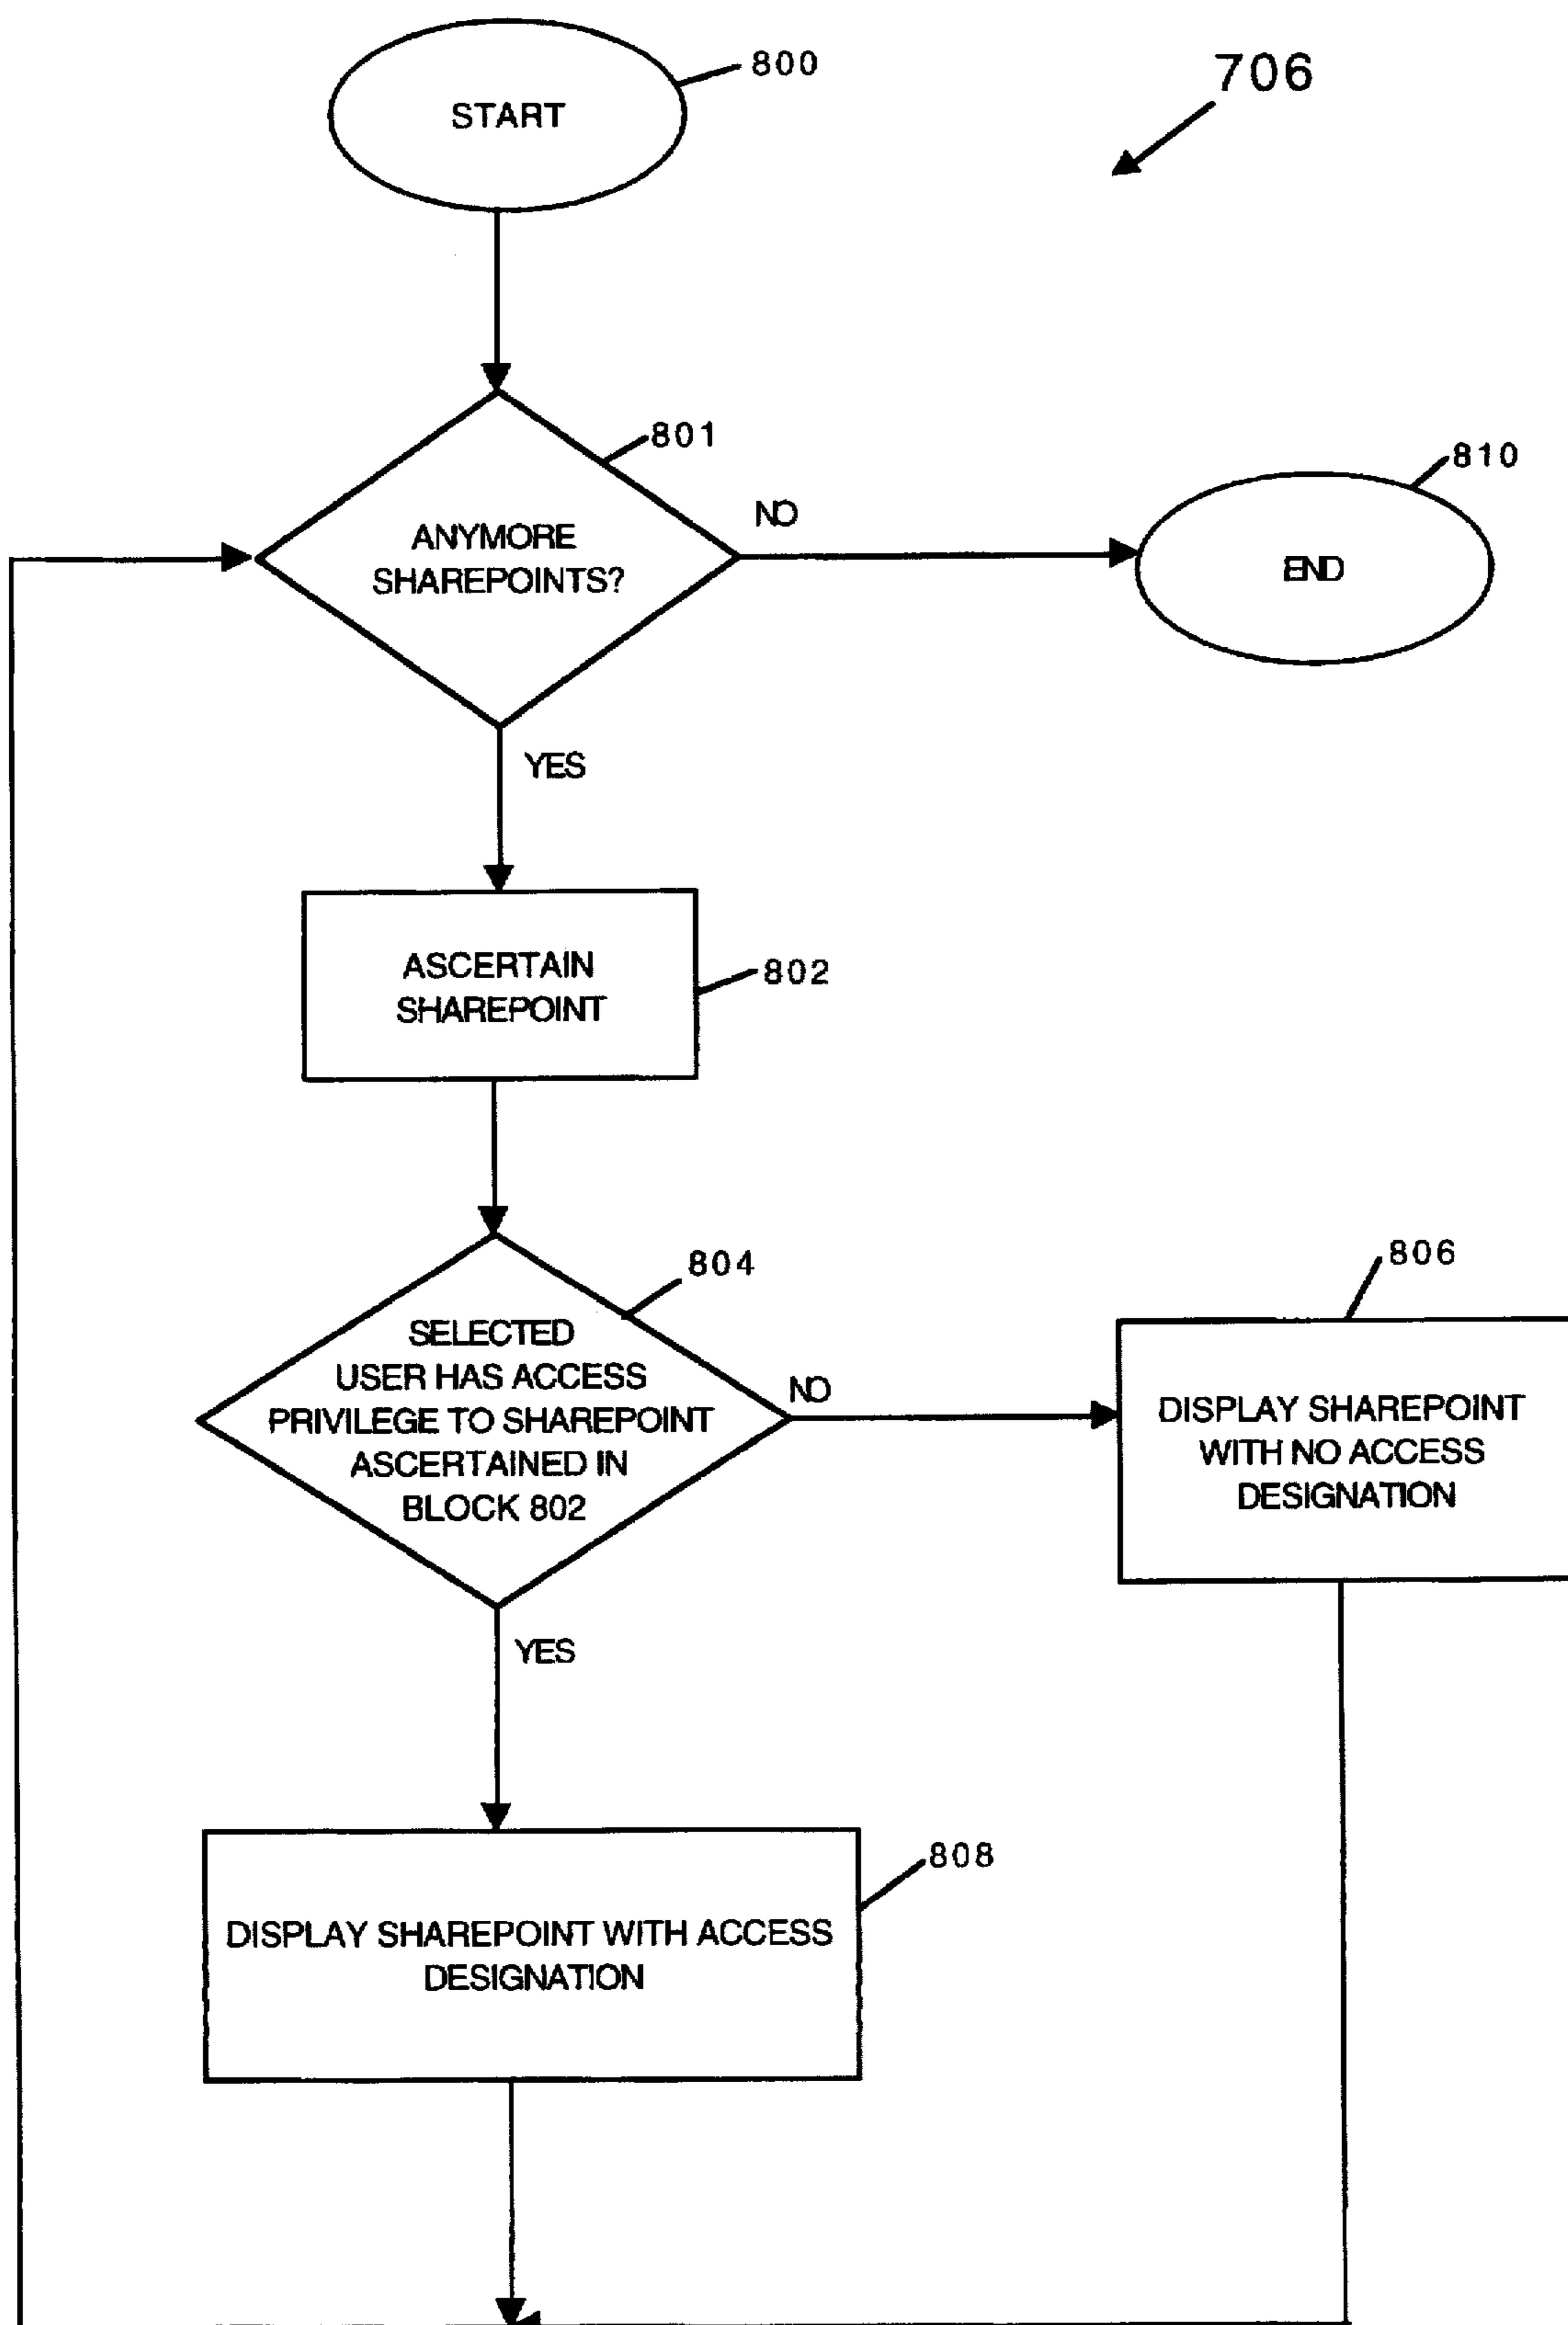 800
706
START
801
810
NO
ANYMORE
SHAREPOINTS?
END
YES
ASCERTAIN
SHAREPOINT
802
804
806
SELECTED
USER HAS ACCESS
PRIVILEGE TO SHAREPOINT
ASCERTAINED IN
BLOCK 802
NO
DISPLAY SHAREPOINT
WITH NO ACCESS
DESIGNATION
YES
808
DISPLAY SHAREPOINT WITH ACCESS
DESIGNATION